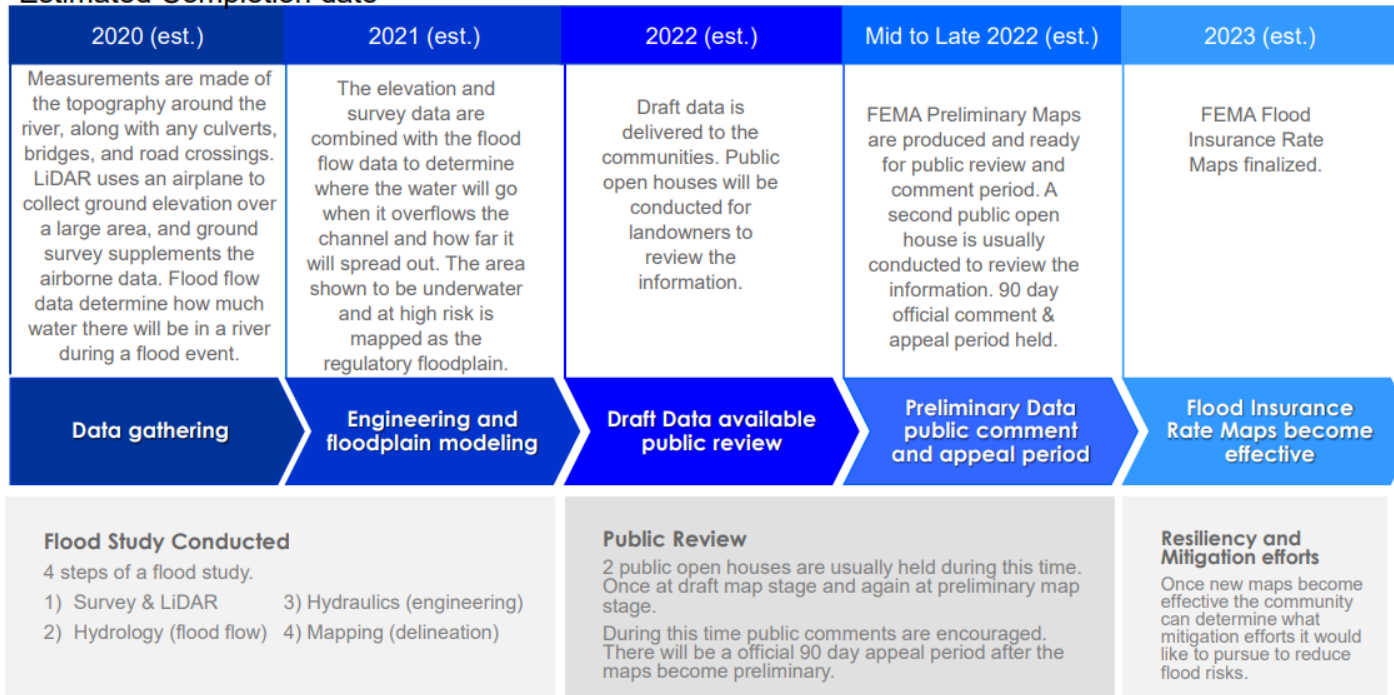 Estimated Completion date
2020 (est.)
2021 (est.)
2022 (est.)
Mid to Late 2022 (est.)
2023 (est.)
Measurements are made of
the topography around the
river, along with any culverts,
bridges, and road crossings.
LiDAR uses an airplane to
collect ground elevation over
a large area, and ground
survey supplements the
airborne data. Flood flow
data determine how much
water there will be in a river
during a flood event.
The elevation and
survey data are
combined with the flood
flow data to determine
where the water will go
when it overflows the
channel and how far it
will spread out. The area
shown to be underwater
and at high risk is
mapped as the
regulatory floodplain.
Draft data is
delivered to the
communities. Public
open houses will be
conducted for
landowners to
review the
information.
FEMA Preliminary Maps
are produced and ready
for public review and
comment period. A
second public open
house is usually
conducted to review the
information. 90 day
official comment &
appeal period held.
FEMA Flood
Insurance Rate
Maps finalized.
Data gathering
Engineering and
floodplain modeling
Draft Data available
public review
Preliminary Data
public comment
and appeal period
Flood Insurance
Rate Maps become
effective
Flood Study Conducted
4 steps of a flood study.
1) Survey & LiDAR
2) Hydrology (flood flow)
3) Hydraulics (engineering)
4) Mapping (delineation)
Public Review
2 public open houses are usually held during this time.
Once at draft map stage and again at preliminary map
stage.
During this time public comments are encouraged.
There will be a official 90 day appeal period after the
maps become preliminary.
Resiliency and
Mitigation efforts
Once new maps become
effective the community
can determine what
mitigation efforts it would
like to pursue to reduce
flood risks.